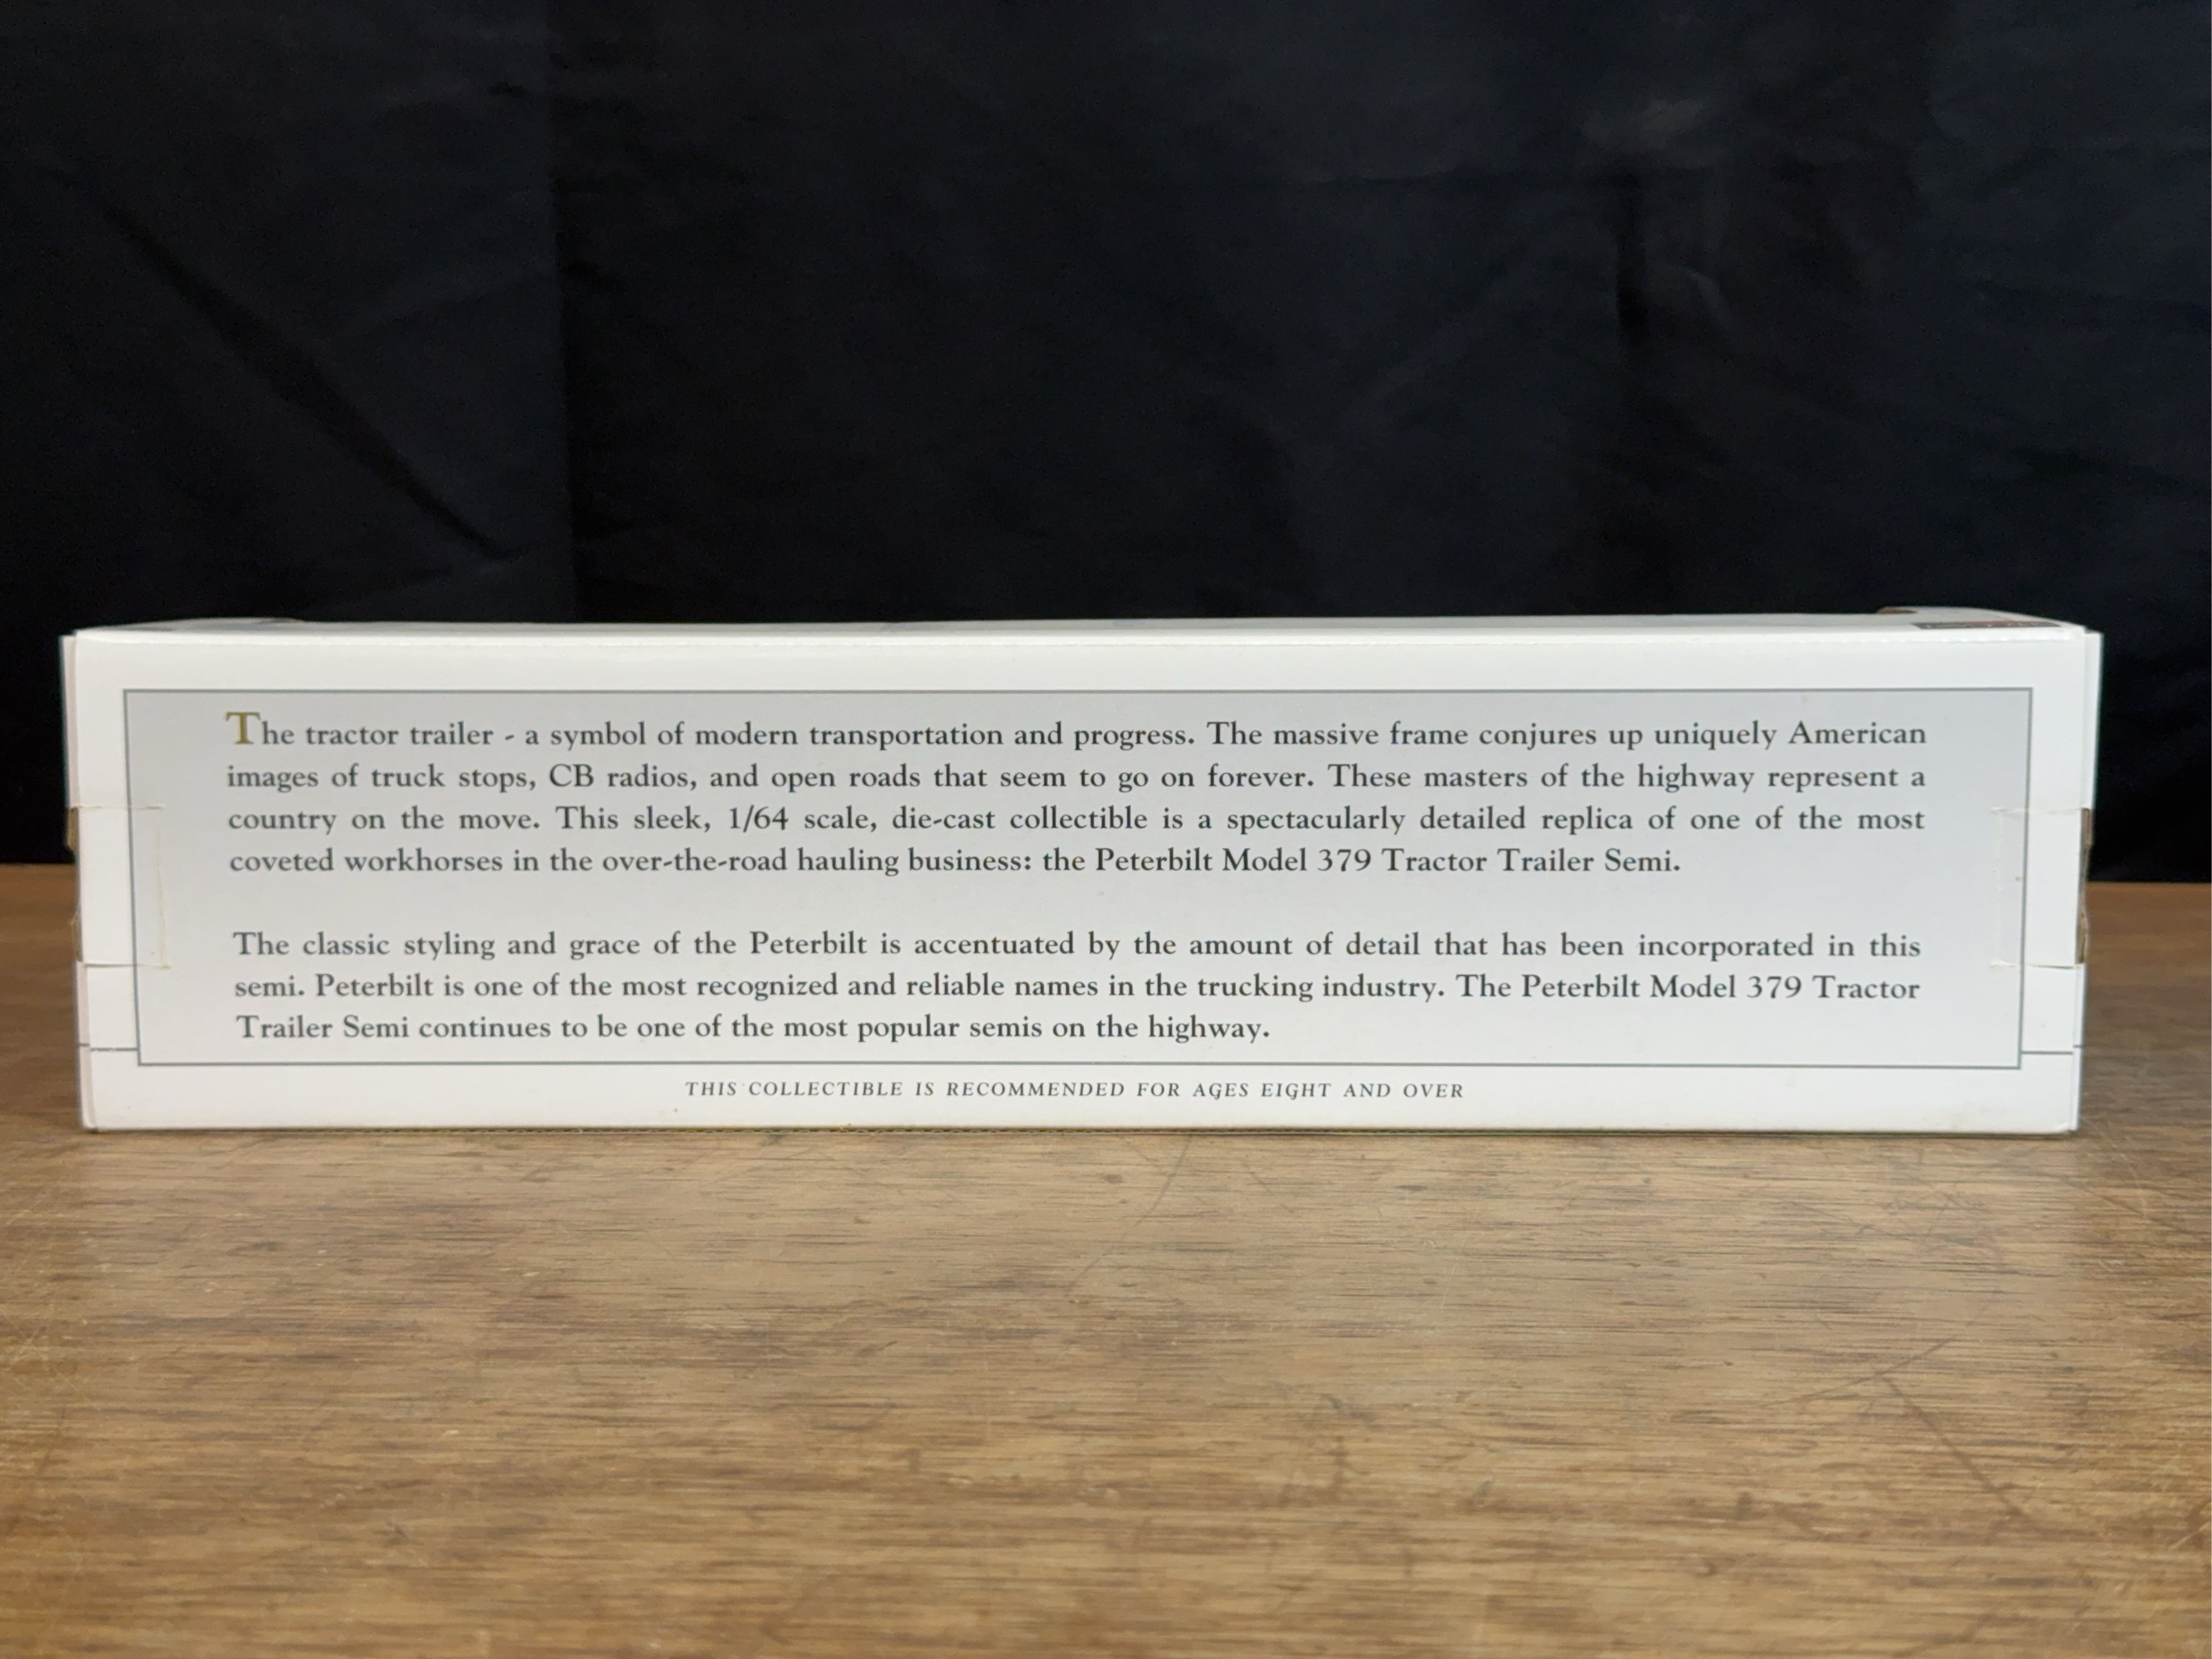 The tractor trailer - a symbol of modern transportation and progress. The massive frame conjures up uniquely American
images of truck stops, CB radios, and open roads that seem to go on forever. These masters of the highway represent a
country on the move. This sleek, 1/64 scale, die-cast collectible is a spectacularly detailed replica of one of the most
coveted workhorses in the over-the-road hauling business: the Peterbilt Model 379 Tractor Trailer Semi.
The classic styling and grace of the Peterbilt is accentuated by the amount of detail that has been incorporated in this
semi. Peterbilt is one of the most recognized and reliable names in the trucking industry. The Peterbilt Model 379 Tractor
Trailer Semi continues to be one of the most popular semis on the highway.
THIS COLLECTIBLE IS RECOMMENDED FOR AGES EIGHT AND OVER